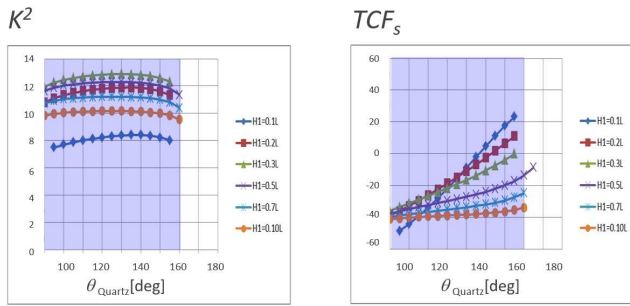 K²
TCFₛ
14
12
10
8
6
4
2
0
100
120
140
160
180
θQuartz[deg]
H1=0.1L
H1=0.2L
H1=0.3L
H1=0.5L
H1=0.7L
H1=0.10L
60
40
20
0
-20
-40
-60
100
120
140
160
180
θQuartz[deg]
H1=0.1L
H1=0.2L
H1=0.3L
H1=0.5L
H1=0.7L
H1=0.10L